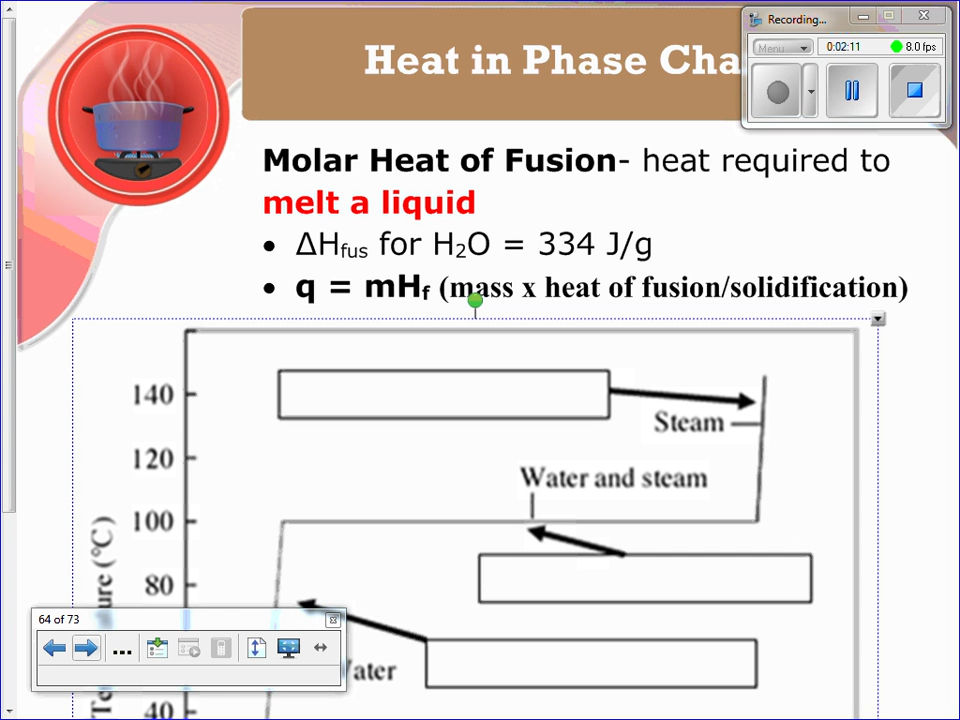 Heat in Phase Cha
Recording...
Menu
0:02:11
8.0 fps
Molar Heat of Fusion- heat required to
melt a liquid
• ΔHfus for H2O = 334 J/g
• q = mHf (mass x heat of fusion/solidification)
140
Steam
120
Water and steam
100
(°C)
80
64 of 73
...
ater
40